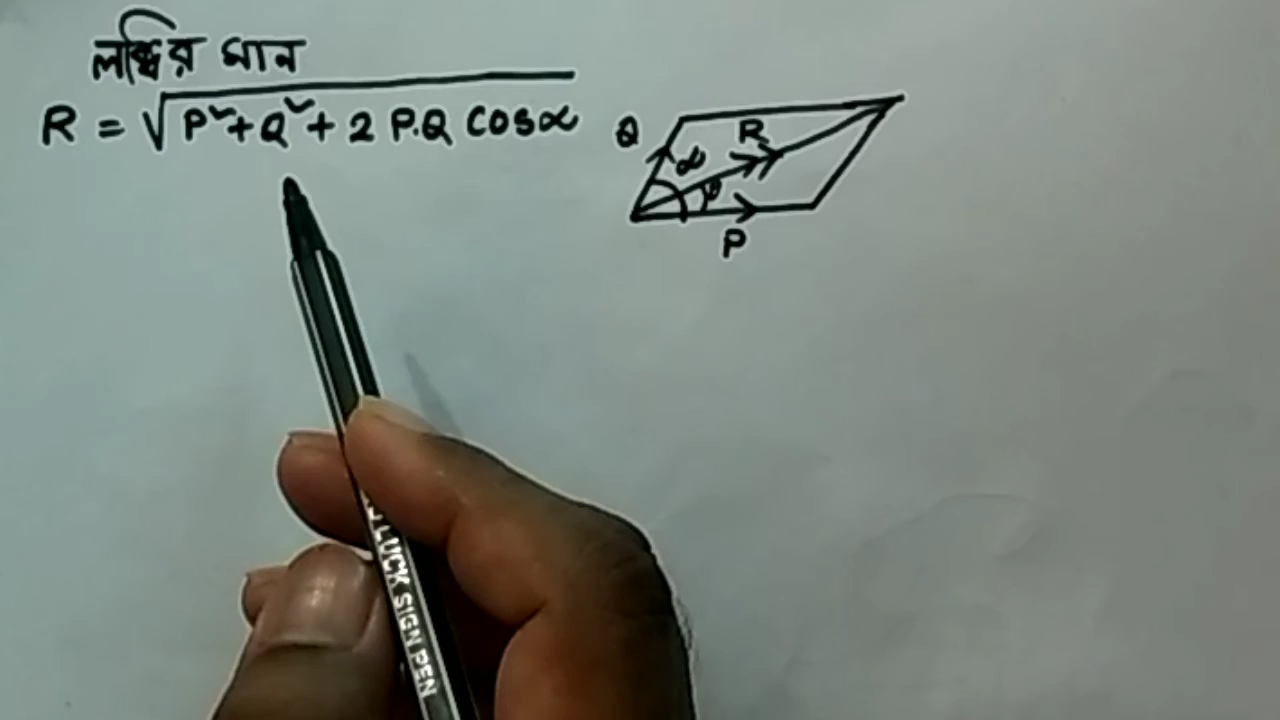 লব্ধির মান
R = √P²+Q²+2 P.Q cosα
Q
R
α
φ
P
LUCK SIGN PEN